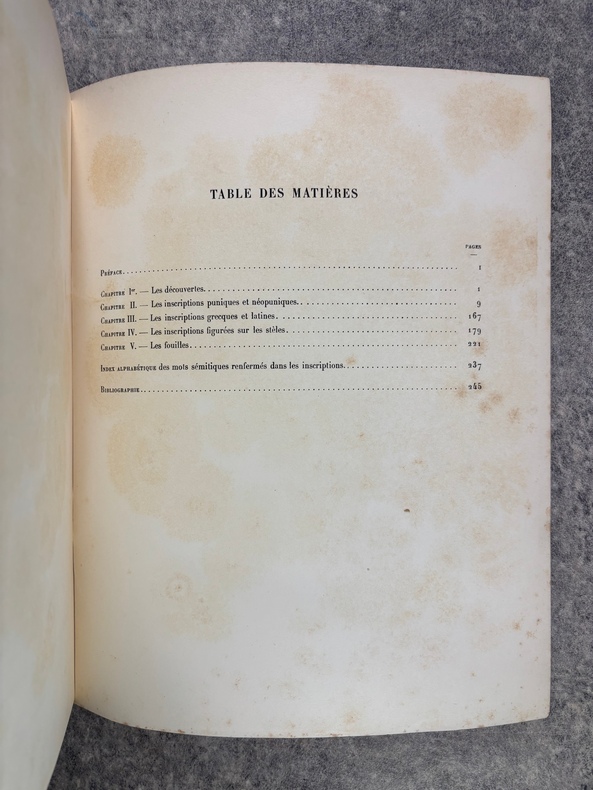 TABLE DES MATIÈRES
PAGES
PRÉFACE. I
CHAPITRE Iᵉʳ. — Les découvertes. 1
CHAPITRE II. — Les inscriptions puniques et néopuniques. 9
CHAPITRE III. — Les inscriptions grecques et latines. 167
CHAPITRE IV. — Les inscriptions figurées sur les stèles. 179
CHAPITRE V. — Les fouilles. 221
INDEX ALPHABÉTIQUE des mots sémitiques renfermés dans les inscriptions. 237
BIBLIOGRAPHIE. 245